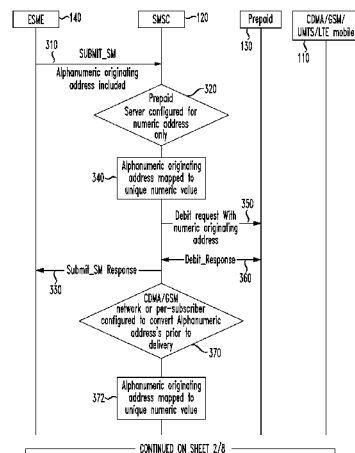 ESME
140
SMSC
120
Prepaid
130
CDMA/GSM/
UMTS/LTE mobile
110
310
SUBMIT_SM
Alphanumeric originating
address included
320
Prepaid
Server configured for
numeric address
only
340
Alphanumeric originating
address mapped to
unique numeric value
350
Debit request With
numeric originaling
address
Submil_SM Response
330
Debit_Response
360
CDMA/GSM
network or per-subscriber
configured to convert Alphanumeric
address's prior to
delivery
370
372
Alphanumeric originating
address mapped to
unique numeric value
CONTINUED ON SHEET 2/8